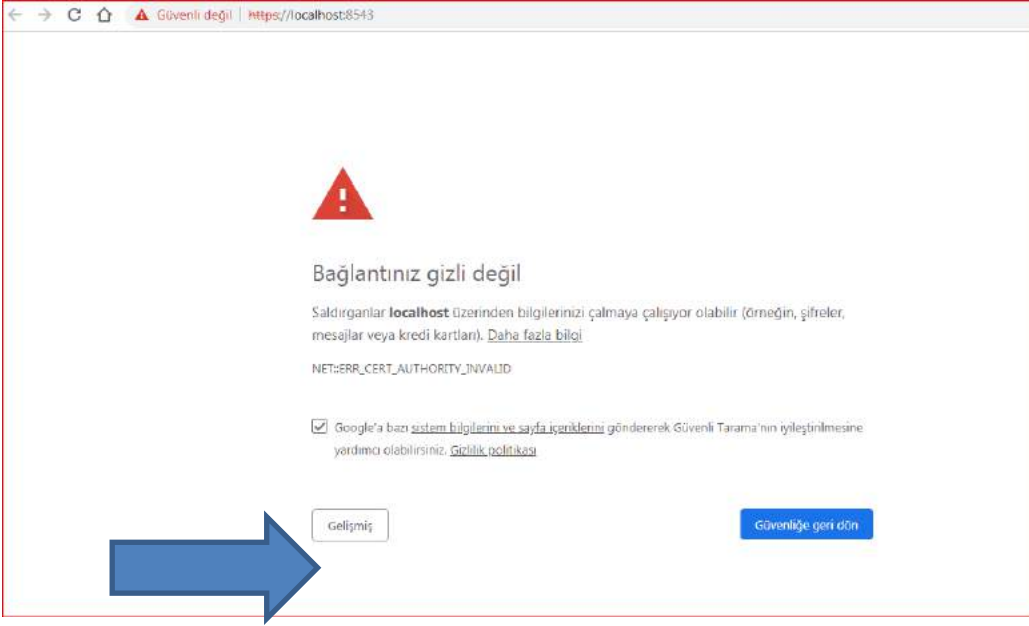 Güvenli değil | https://localhost:8543
Bağlantınız gizli değil
Saldırganlar localhost üzerinden bilgilerinizi çalmaya çalışıyor olabilir (örneğin, şifreler,
mesajlar veya kredi kartları). Daha fazla bilgi
NET::ERR_CERT_AUTHORITY_INVALID
Google'a bazı sistem bilgilerini ve sayfa içeriklerini göndererek Güvenli Tarama'nın iyileştirilmesine
yardımcı olabilirsiniz. Gizlilik politikası
Gelişmiş
Güvenliğe geri dön